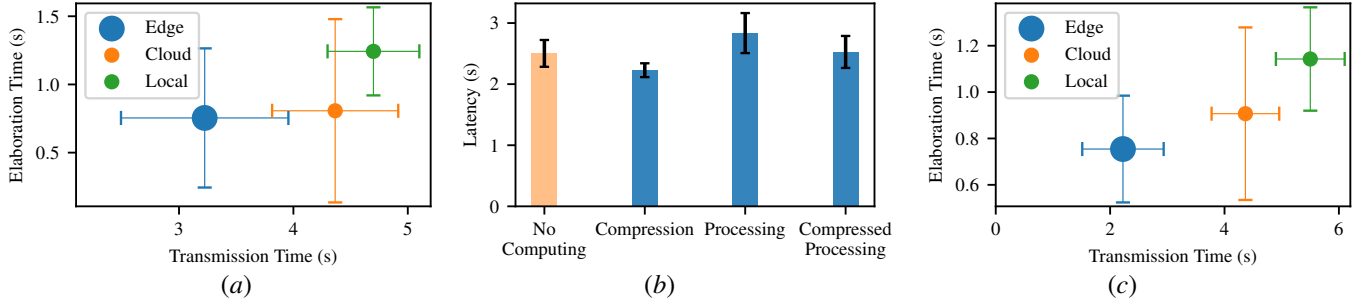 Elaboration Time (s)
1.5
1.0
0.5
Edge
Cloud
Local
3
4
5
Transmission Time (s)
(a)
Latency (s)
3
2
1
0
No
Computing
Compression
Processing
Compressed
Processing
(b)
Elaboration Time (s)
1.2
1.0
0.8
0.6
Edge
Cloud
Local
0
2
4
6
Transmission Time (s)
(c)